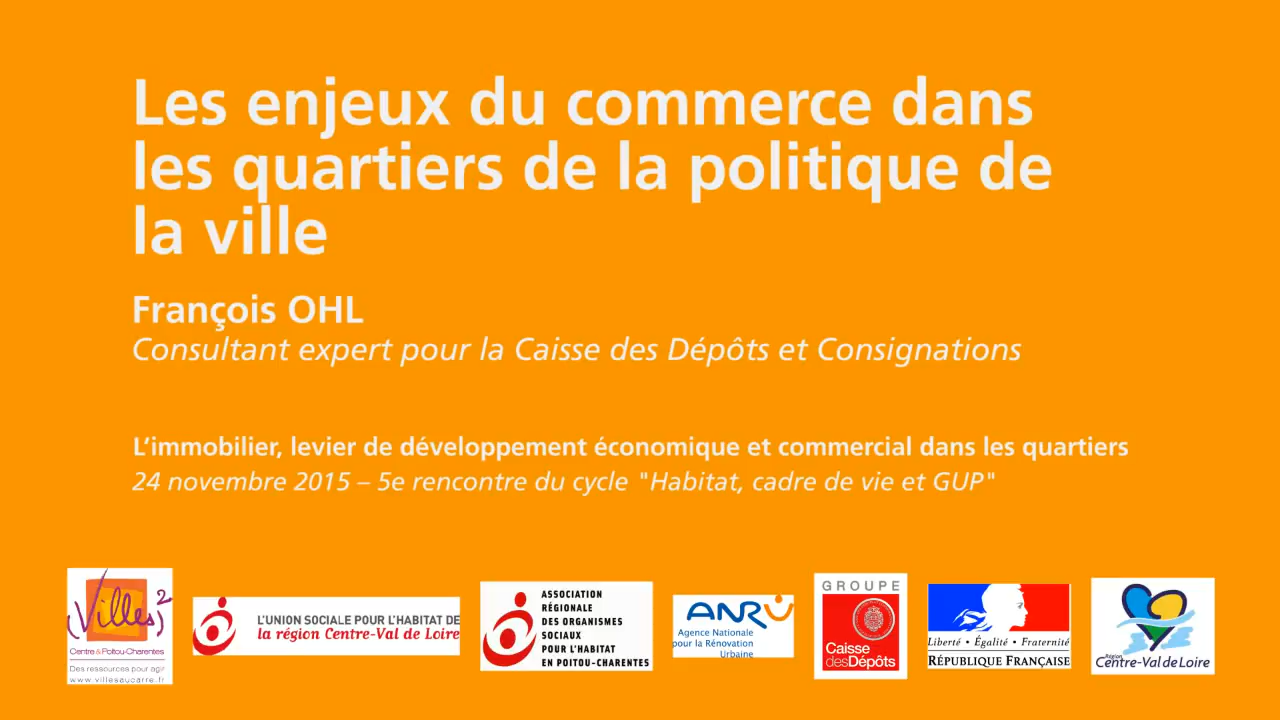 Les enjeux du commerce dans
les quartiers de la politique de
la ville
François OHL
Consultant expert pour la Caisse des Dépôts et Consignations
L'immobilier, levier de développement économique et commercial dans les quartiers
24 novembre 2015 – 5e rencontre du cycle "Habitat, cadre de vie et GUP"
Villes2
Centre & Poitou-Charentes
Des ressources pour agir
www.villesaucarre.fr
L'UNION SOCIALE POUR L'HABITAT DE
la région Centre-Val de Loire
ASSOCIATION
RÉGIONALE
DES ORGANISMES
SOCIAUX
POUR L'HABITAT
EN POITOU-CHARENTES
ANRU
Agence Nationale
pour la Rénovation
Urbaine
GROUPE
Caisse
desDépôts
Liberté • Égalité • Fraternité
RÉPUBLIQUE FRANÇAISE
Région
Centre-Val de Loire